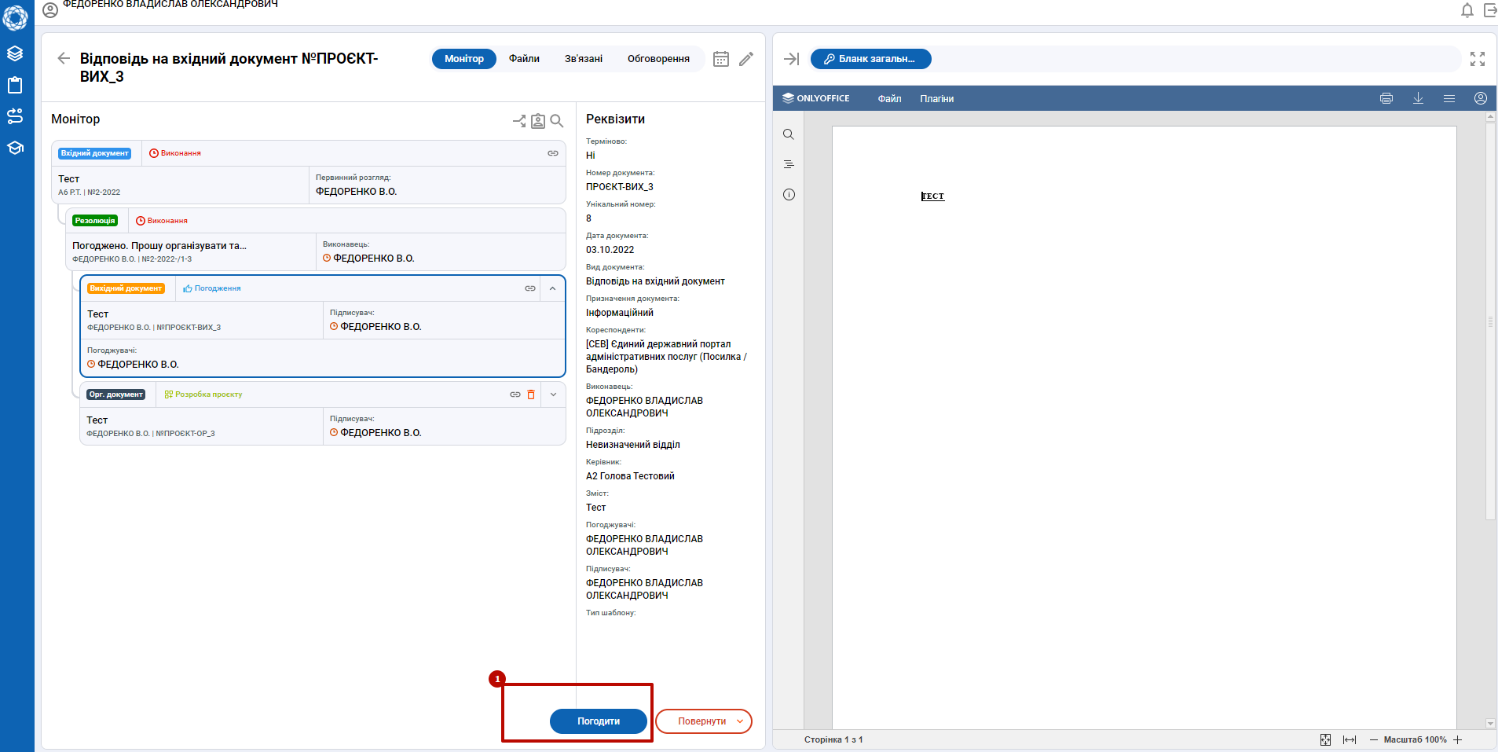 ФЕДОРЕНКО ВЛАДИСЛАВ ОЛЕКСАНДРОВИЧ
Відповідь на вхідний документ №ПРОЄКТ-
ВИХ_3
Монітор
Файли
Зв'язані
Обговорення
Монітор
Вхідний документ
Виконання
Тест
А6 Р.Т. | №2-2022
Первинний розгляд:
ФЕДОРЕНКО В.О.
Резолюція
Виконання
Погоджено. Прошу організувати та...
ФЕДОРЕНКО В.О. | №2-2022-/1-3
Виконавець:
ФЕДОРЕНКО В.О.
Вихідний документ
Погодження
Тест
ФЕДОРЕНКО В.О. | №ПРОЄКТ-ВИХ_3
Підписувач:
ФЕДОРЕНКО В.О.
Погоджувачі:
ФЕДОРЕНКО В.О.
Орг. документ
Розробка проєкту
Тест
ФЕДОРЕНКО В.О. | №ПРОЄКТ-ОР_3
Підписувач:
ФЕДОРЕНКО В.О.
Реквізити
Терміново:
Ні
Номер документа:
ПРОЄКТ-ВИХ_3
Унікальний номер:
8
Дата документа:
03.10.2022
Вид документа:
Відповідь на вхідний документ
Призначення документа:
Інформаційний
Кореспонденти:
[СЕВ] Єдиний державний портал
адміністративних послуг (Посилка /
Бандероль)
Виконавець:
ФЕДОРЕНКО ВЛАДИСЛАВ
ОЛЕКСАНДРОВИЧ
Підрозділ:
Невизначений відділ
Керівник:
А2 Голова Тестовий
Зміст:
Тест
Погоджувачі:
ФЕДОРЕНКО ВЛАДИСЛАВ
ОЛЕКСАНДРОВИЧ
Підписувач:
ФЕДОРЕНКО ВЛАДИСЛАВ
ОЛЕКСАНДРОВИЧ
Тип шаблону:
1
Погодити
Повернути
Бланк загальн...
ONLYOFFICE
Файл
Плагіни
ТЕСТ
Сторінка 1 з 1
Масштаб 100%